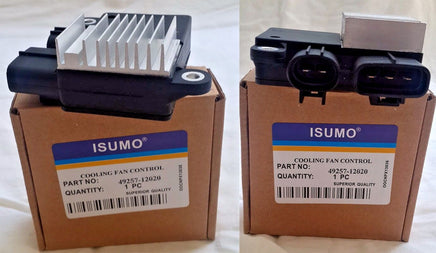 ISUMO®
COOLING FAN CONTROL
PART NO: 49257-12020
QUANTITY: 1 PC
SUPERIOR QUALITY
ISUMO®
COOLING FAN CONTROL
PART NO: 49257-12020
QUANTITY: 1 PC
SUPERIOR QUALITY